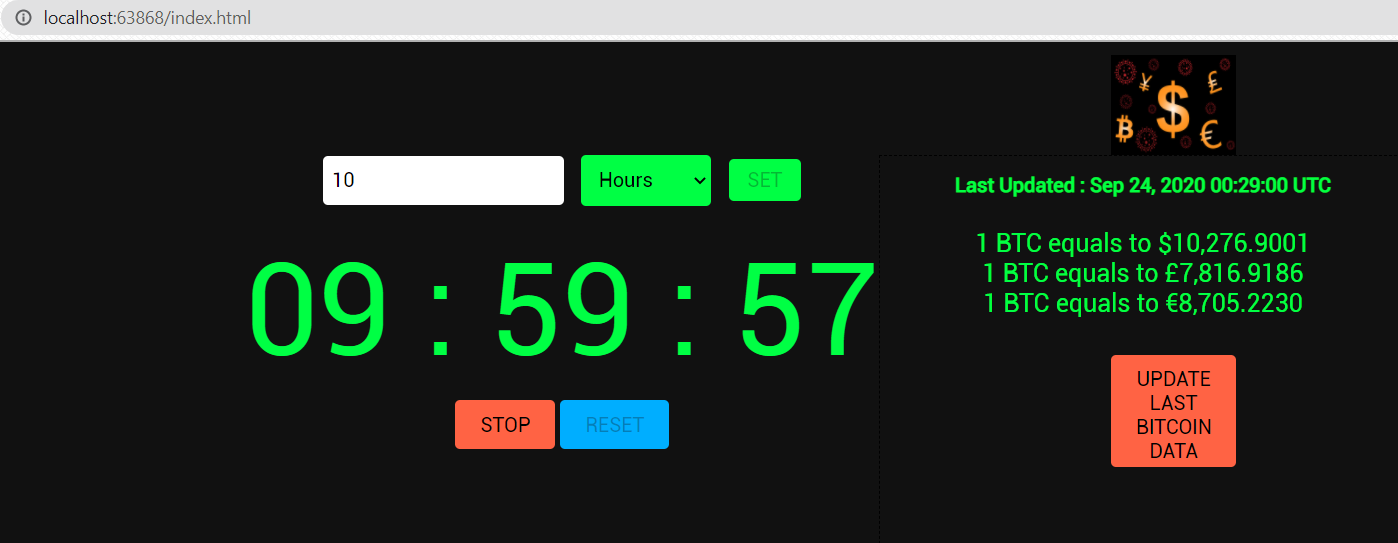 localhost:63868/index.html
10
Hours
SET
09 : 59 : 57
STOP
RESET
¥ £
$
₿ €
Last Updated : Sep 24, 2020 00:29:00 UTC
1 BTC equals to $10,276.9001
1 BTC equals to £7,816.9186
1 BTC equals to €8,705.2230
UPDATE
LAST
BITCOIN
DATA